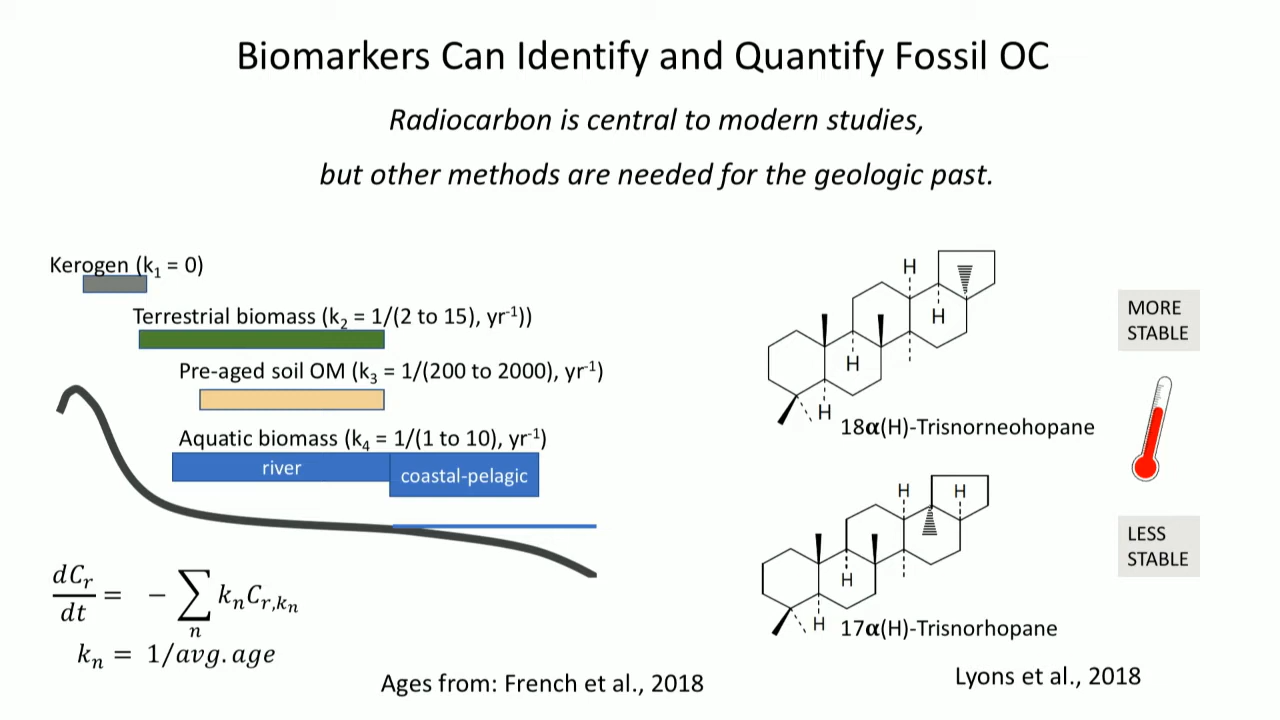 Biomarkers Can Identify and Quantify Fossil OC
Radiocarbon is central to modern studies,
but other methods are needed for the geologic past.
Kerogen (k₁ = 0)
Terrestrial biomass (k₂ = 1/(2 to 15), yr⁻¹))
Pre-aged soil OM (k₃ = 1/(200 to 2000), yr⁻¹)
Aquatic biomass (k₄ = 1/(1 to 10), yr⁻¹)
river
coastal-pelagic
dCᵣ/dt = − ∑ₙ kₙCᵣ,ₖₙ
kₙ = 1/avg. age
Ages from: French et al., 2018
H
H
H
H
18α(H)-Trisnorneohopane
H
H
H
H
17α(H)-Trisnorhopane
MORE
STABLE
LESS
STABLE
Lyons et al., 2018